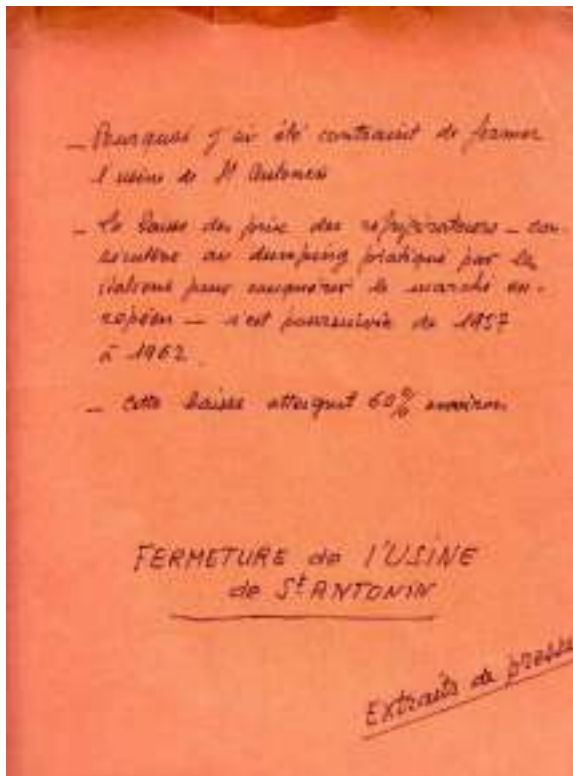 _ Pourquoi j'ai été contraint de fermer
l'usine de St Antonin
_ La baisse des prix des réfrigérateurs _ con-
sécutive au dumping pratiqué par les
italiens pour conquérir le marché eu-
ropéen _ s'est poursuivie de 1957
à 1962.
_ cette baisse atteignit 60% environ
FERMETURE de l'USINE
de St ANTONIN
Extraits de presse